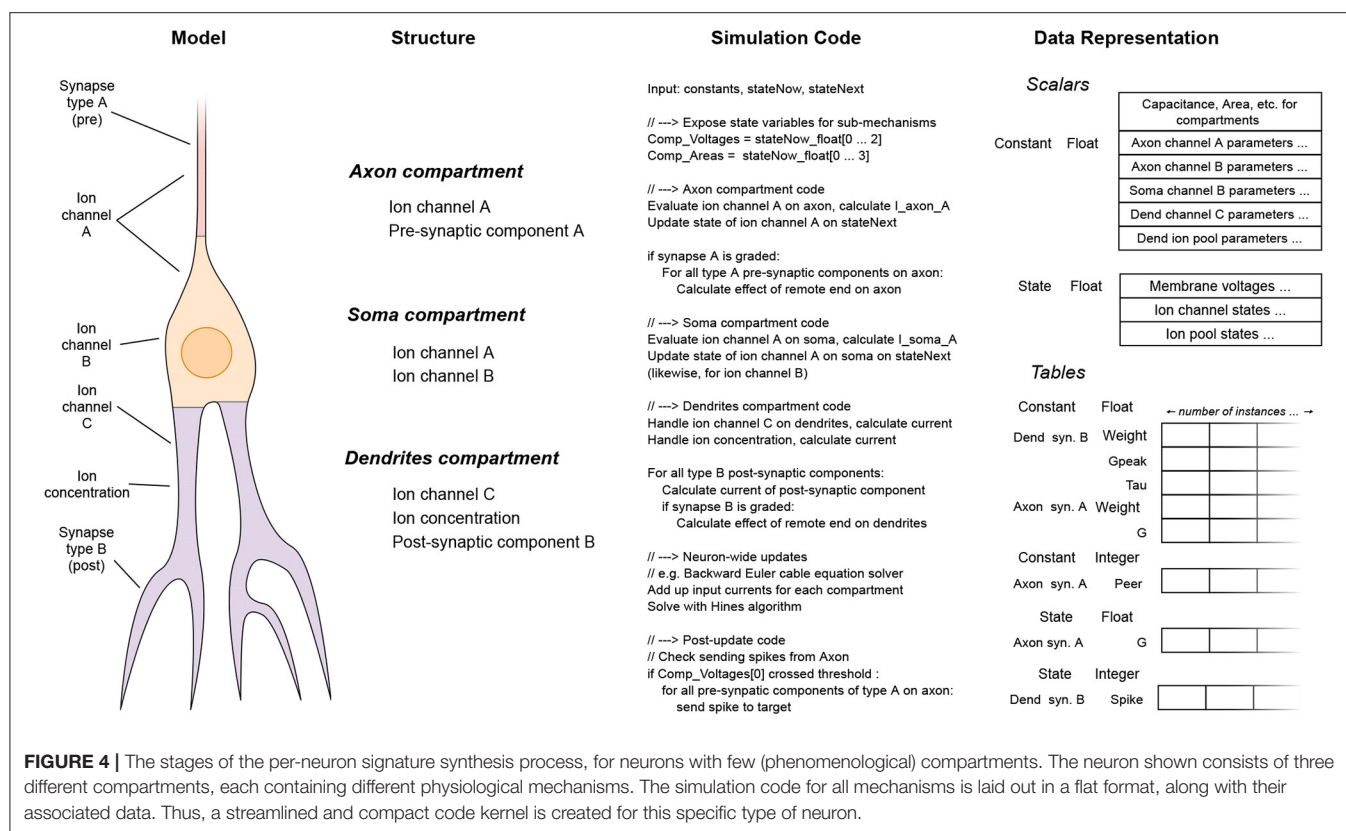 Model
Structure
Simulation Code
Data Representation
Synapse
type A
(pre)
Ion
channel
A
Ion
channel
B
Ion
channel
C
Ion
concentration
Synapse
type B
(post)
Axon compartment
Ion channel A
Pre-synaptic component A
Soma compartment
Ion channel A
Ion channel B
Dendrites compartment
Ion channel C
Ion concentration
Post-synaptic component B
Input: constants, stateNow, stateNext
// ---> Expose state variables for sub-mechanisms
Comp_Voltages = stateNow_float[0 ... 2]
Comp_Areas = stateNow_float[0 ... 3]
// ---> Axon compartment code
Evaluate ion channel A on axon, calculate I_axon_A
Update state of ion channel A on stateNext
if synapse A is graded:
For all type A pre-synaptic components on axon:
Calculate effect of remote end on axon
// ---> Soma compartment code
Evaluate ion channel A on soma, calculate I_soma_A
Update state of ion channel A on soma on stateNext
(likewise, for ion channel B)
// ---> Dendrites compartment code
Handle ion channel C on dendrites, calculate current
Handle ion concentration, calculate current
For all type B post-synaptic components:
Calculate current of post-synaptic component
if synapse B is graded:
Calculate effect of remote end on dendrites
// ---> Neuron-wide updates
// e.g. Backward Euler cable equation solver
Add up input currents for each compartment
Solve with Hines algorithm
// ---> Post-update code
// Check sending spikes from Axon
if Comp_Voltages[0] crossed threshold :
for all pre-synpatic components of type A on axon:
send spike to target
Scalars
Constant Float
Capacitance, Area, etc. for
compartments
Axon channel A parameters ...
Axon channel B parameters ...
Soma channel B parameters ...
Dend channel C parameters ...
Dend ion pool parameters ...
State Float
Membrane voltages ...
Ion channel states ...
Ion pool states ...
Tables
Constant Float
← number of instances ... →
Dend syn. B Weight
Gpeak
Tau
Axon syn. A Weight
G
Constant Integer
Axon syn. A Peer
State Float
Axon syn. A G
State Integer
Dend syn. B Spike
FIGURE 4 | The stages of the per-neuron signature synthesis process, for neurons with few (phenomenological) compartments. The neuron shown consists of three
different compartments, each containing different physiological mechanisms. The simulation code for all mechanisms is laid out in a flat format, along with their
associated data. Thus, a streamlined and compact code kernel is created for this specific type of neuron.